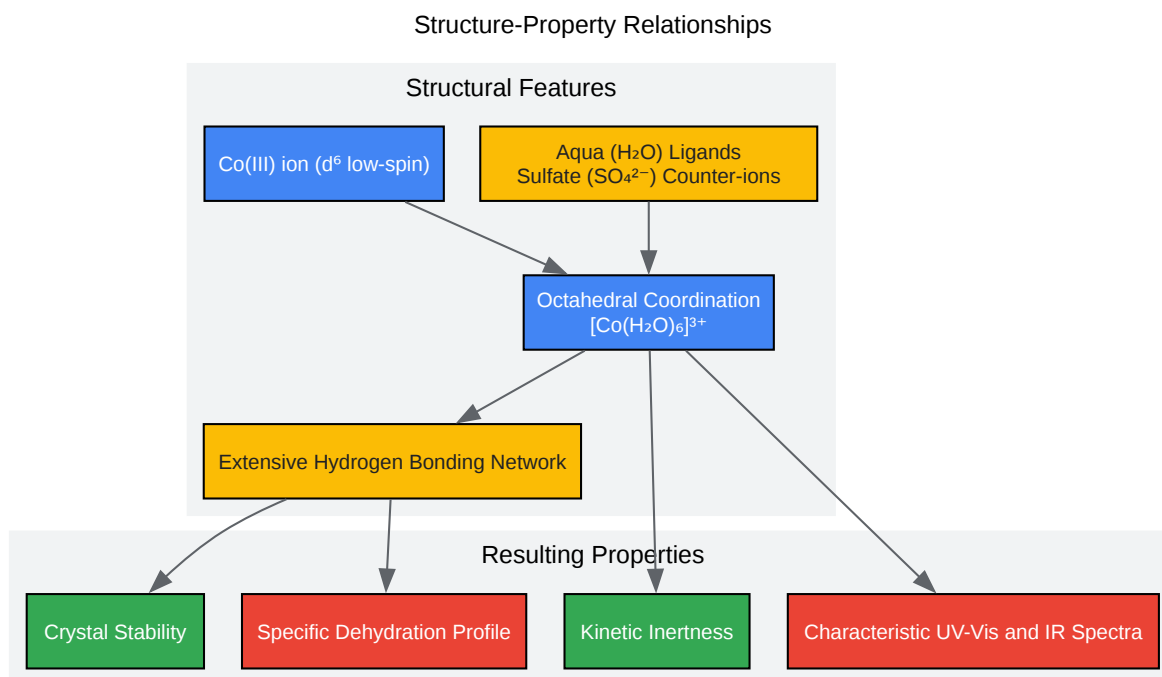 Structure-Property Relationships
Structural Features
Co(III) ion (d⁶ low-spin)
Aqua (H₂O) Ligands
Sulfate (SO₄²⁻) Counter-ions
Octahedral Coordination
[Co(H₂O)₆]³⁺
Extensive Hydrogen Bonding Network
Resulting Properties
Crystal Stability
Specific Dehydration Profile
Kinetic Inertness
Characteristic UV-Vis and IR Spectra